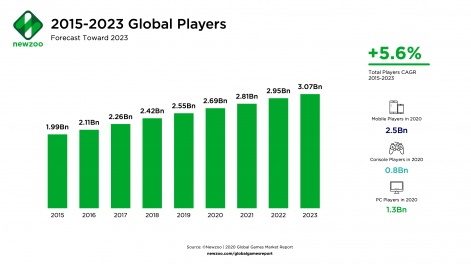 newzoo
2015-2023 Global Players
Forecast Toward 2023
+5.6%
Total Players CAGR
2015-2023
1.99Bn
2.11Bn
2.26Bn
2.42Bn
2.55Bn
2.69Bn
2.81Bn
2.95Bn
3.07Bn
2015
2016
2017
2018
2019
2020
2021
2022
2023
Mobile Players in 2020
2.5Bn
Console Players in 2020
0.8Bn
PC Players in 2020
1.3Bn
Source: ©Newzoo | 2020 Global Games Market Report
newzoo.com/globalgamesreport